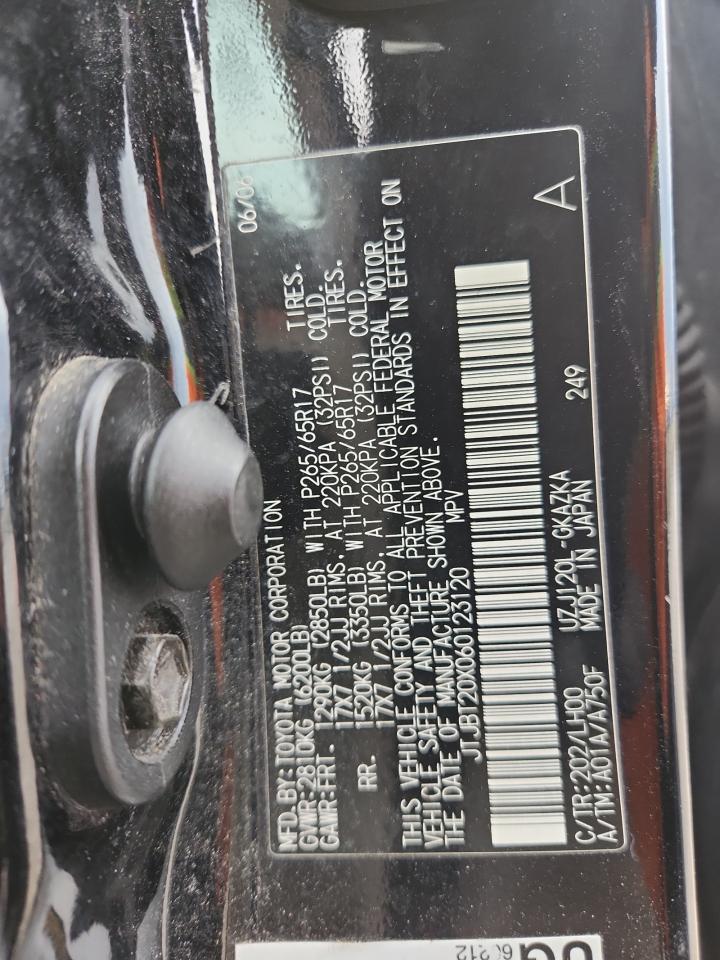 MFD. BY: TOYOTA MOTOR CORPORATION 06/06
GVWR: 2810KG (6200LB)
GAWR: FRT. 1290KG (2850LB) WITH P265/65R17 TIRES.
17X7 1/2JJ RIMS, AT 220KPA (32PSI) COLD.
RR. 1520KG (3350LB) WITH P265/65R17 TIRES.
17X7 1/2JJ RIMS, AT 220KPA (32PSI) COLD.
THIS VEHICLE CONFORMS TO ALL APPLICABLE FEDERAL MOTOR
VEHICLE SAFETY AND THEFT PREVENTION STANDARDS IN EFFECT ON
THE DATE OF MANUFACTURE SHOWN ABOVE.
JTJBT20X060123120 MPV
C/TR: 202/LH00 UZJ120L-GKAZKA 249
A/TM: A01A/A750F MADE IN JAPAN A